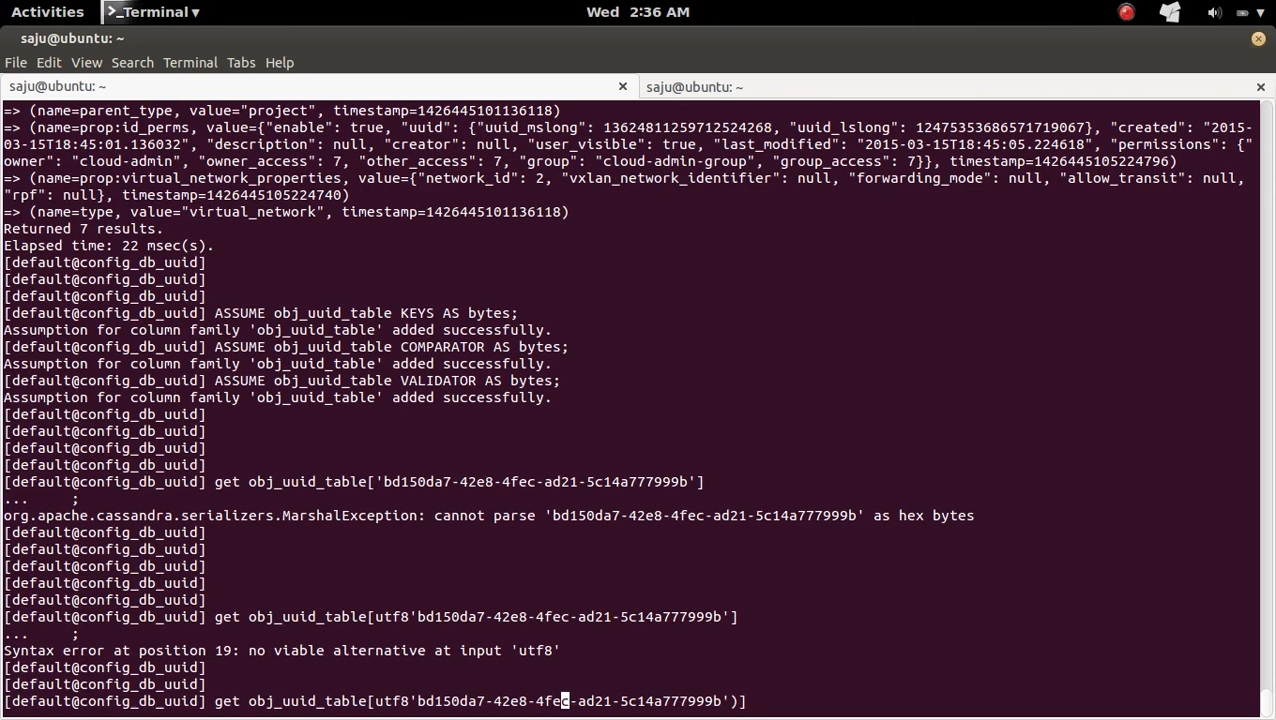 Activities >_Terminal ▾ Wed 2:36 AM
saju@ubuntu: ~
File Edit View Search Terminal Tabs Help
saju@ubuntu: ~ × saju@ubuntu: ~ ×
=> (name=parent_type, value="project", timestamp=1426445101136118)
=> (name=prop:id_perms, value={"enable": true, "uuid": {"uuid_mslong": 13624811259712524268, "uuid_lslong": 12475353686571719067}, "created": "2015-
03-15T18:45:01.136032", "description": null, "creator": null, "user_visible": true, "last_modified": "2015-03-15T18:45:05.224618", "permissions": {"
owner": "cloud-admin", "owner_access": 7, "other_access": 7, "group": "cloud-admin-group", "group_access": 7}}, timestamp=1426445105224796)
=> (name=prop:virtual_network_properties, value={"network_id": 2, "vxlan_network_identifier": null, "forwarding_mode": null, "allow_transit": null,
"rpf": null}, timestamp=1426445105224740)
=> (name=type, value="virtual_network", timestamp=1426445101136118)
Returned 7 results.
Elapsed time: 22 msec(s).
[default@config_db_uuid]
[default@config_db_uuid]
[default@config_db_uuid]
[default@config_db_uuid] ASSUME obj_uuid_table KEYS AS bytes;
Assumption for column family 'obj_uuid_table' added successfully.
[default@config_db_uuid] ASSUME obj_uuid_table COMPARATOR AS bytes;
Assumption for column family 'obj_uuid_table' added successfully.
[default@config_db_uuid] ASSUME obj_uuid_table VALIDATOR AS bytes;
Assumption for column family 'obj_uuid_table' added successfully.
[default@config_db_uuid]
[default@config_db_uuid]
[default@config_db_uuid]
[default@config_db_uuid]
[default@config_db_uuid] get obj_uuid_table['bd150da7-42e8-4fec-ad21-5c14a777999b']
... ;
org.apache.cassandra.serializers.MarshalException: cannot parse 'bd150da7-42e8-4fec-ad21-5c14a777999b' as hex bytes
[default@config_db_uuid]
[default@config_db_uuid]
[default@config_db_uuid]
[default@config_db_uuid]
[default@config_db_uuid]
[default@config_db_uuid] get obj_uuid_table[utf8'bd150da7-42e8-4fec-ad21-5c14a777999b']
... ;
Syntax error at position 19: no viable alternative at input 'utf8'
[default@config_db_uuid]
[default@config_db_uuid]
[default@config_db_uuid] get obj_uuid_table[utf8'bd150da7-42e8-4fec-ad21-5c14a777999b')]